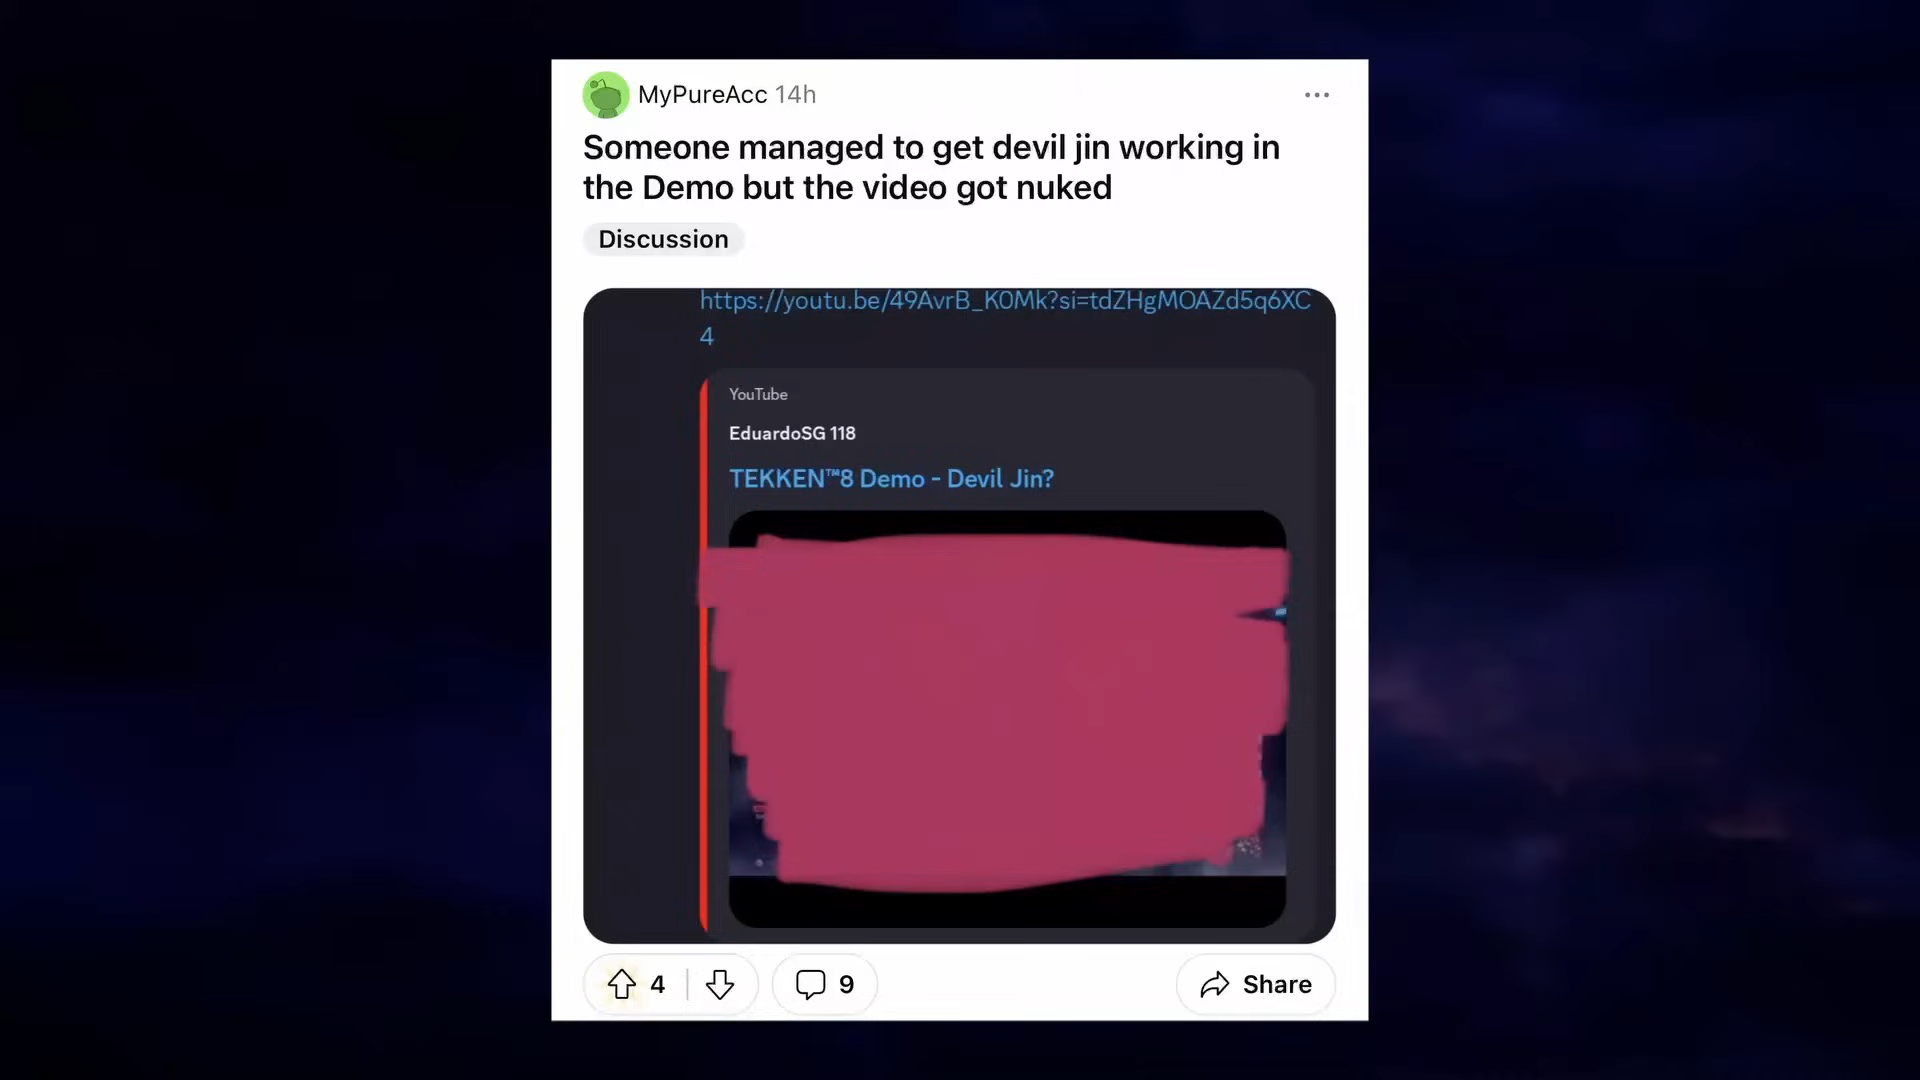 MyPureAcc 14h
Someone managed to get devil jin working in
the Demo but the video got nuked
Discussion
https://youtu.be/49AvrB_K0Mk?si=tdZHgMOAZd5q6XC
4
YouTube
EduardoSG 118
TEKKEN™8 Demo - Devil Jin?
4
9
Share